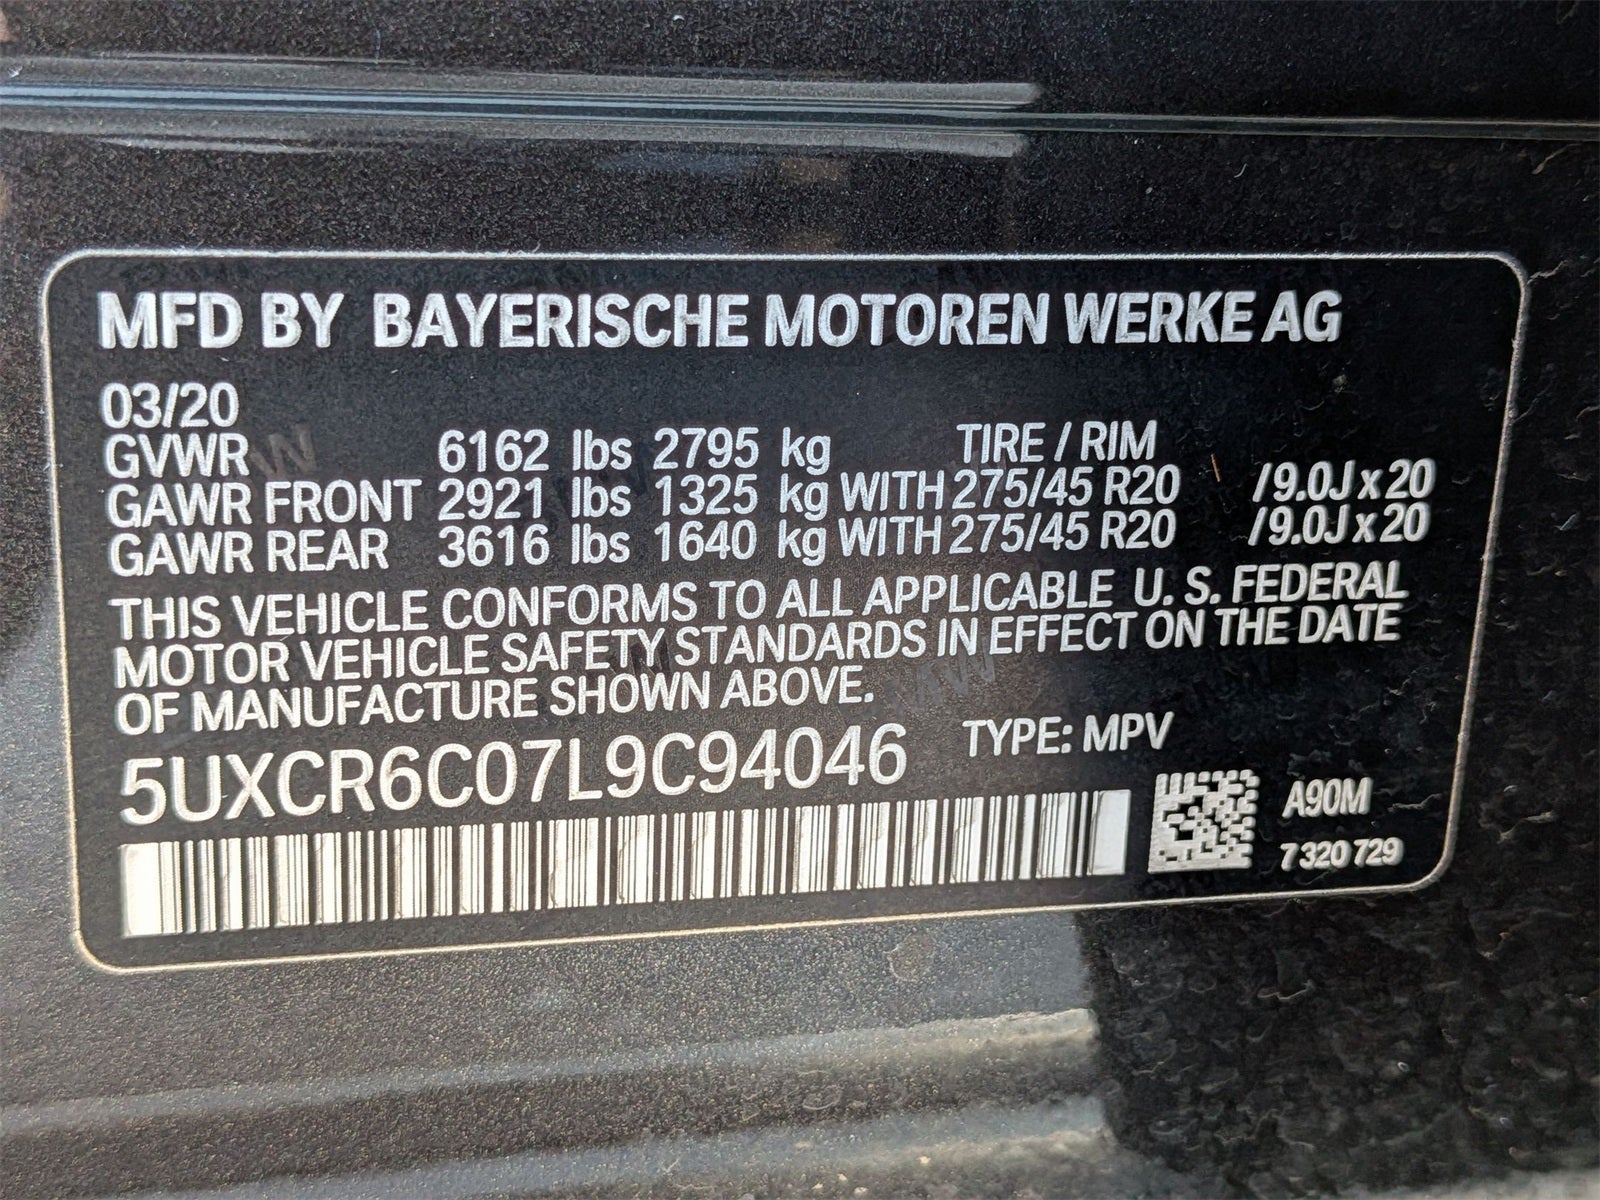 MFD BY BAYERISCHE MOTOREN WERKE AG
03/20
GVWR 6162 lbs 2795 kg TIRE / RIM
GAWR FRONT 2921 lbs 1325 kg WITH 275/45 R20 /9.0J x 20
GAWR REAR 3616 lbs 1640 kg WITH 275/45 R20 /9.0J x 20
THIS VEHICLE CONFORMS TO ALL APPLICABLE U. S. FEDERAL
MOTOR VEHICLE SAFETY STANDARDS IN EFFECT ON THE DATE
OF MANUFACTURE SHOWN ABOVE.
5UXCR6C07L9C94046 TYPE: MPV
A90M
7 320 729